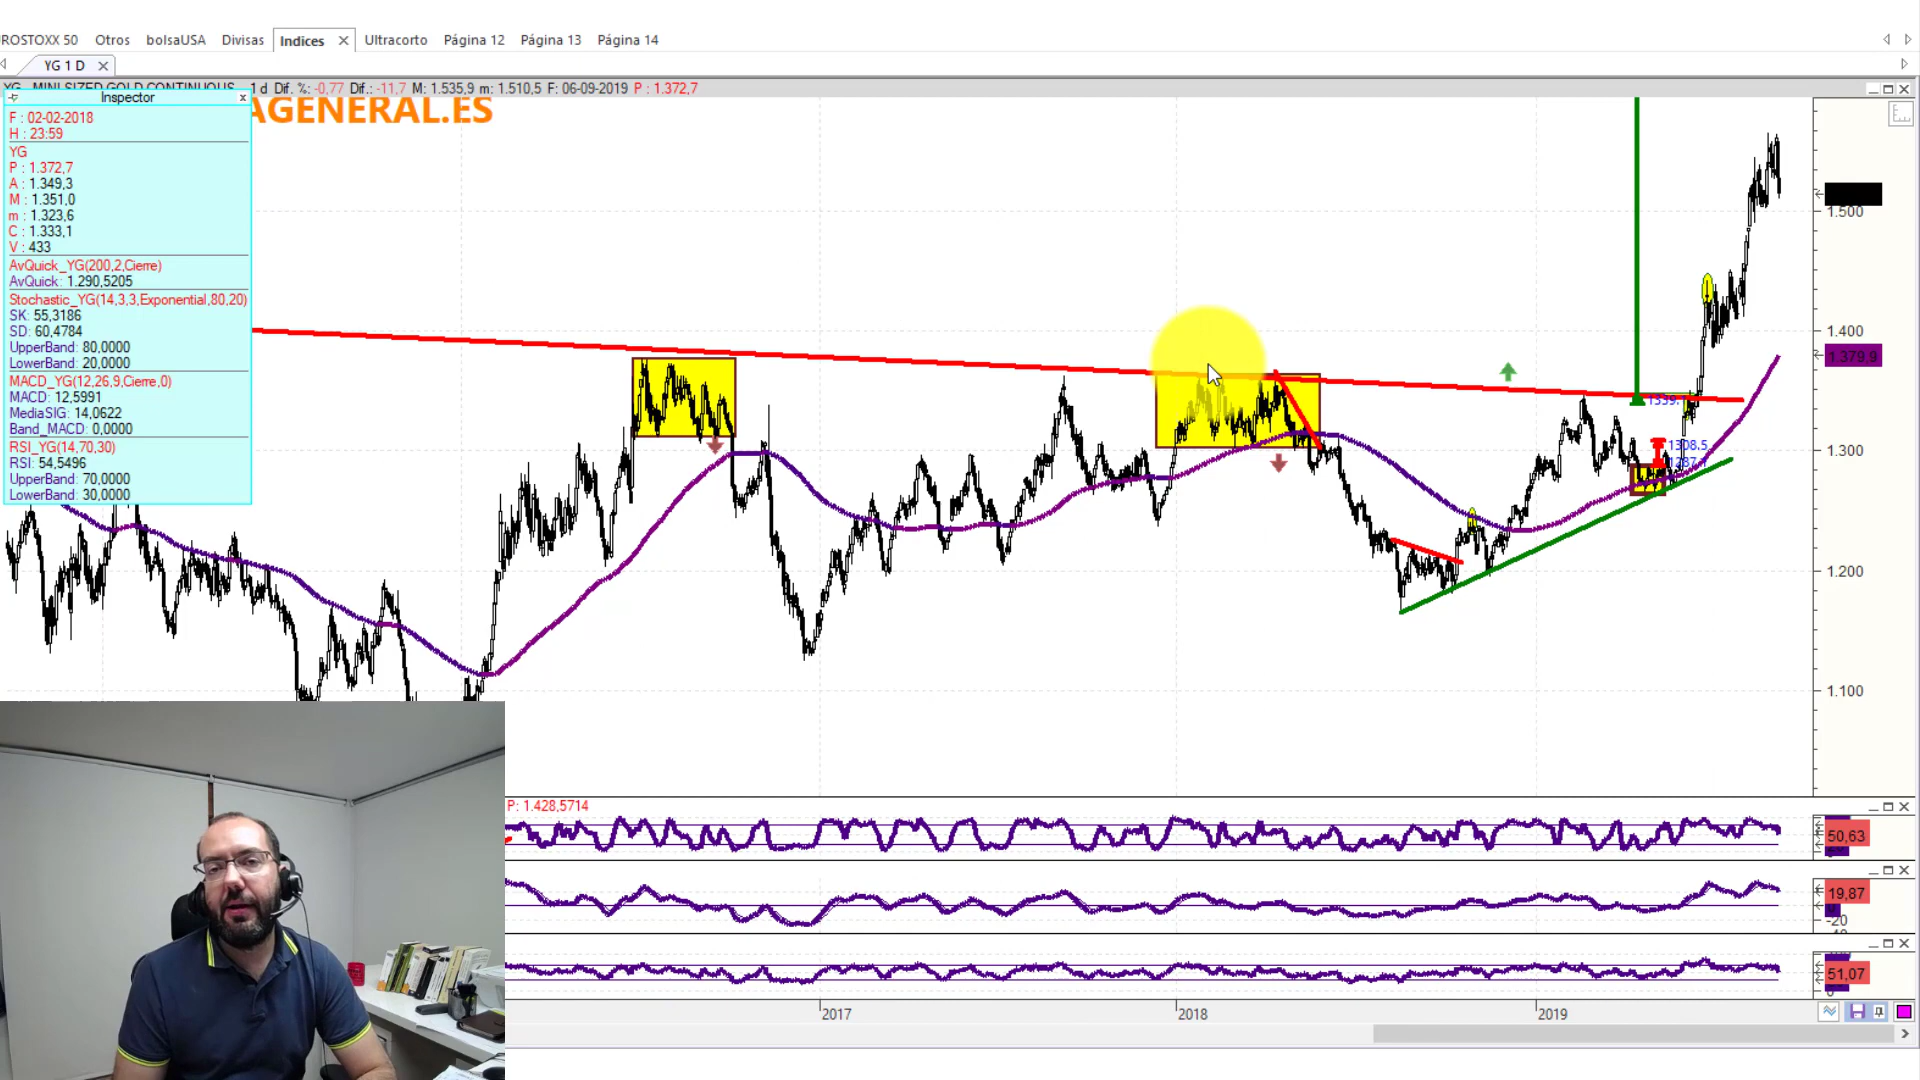 ROSTOXX 50 Otros bolsaUSA Divisas Indices Ultracorto Página 12 Página 13 Página 14
YG 1 D
YG - MINI SIZED GOLD CONTINUOUS - 1 d Dif. %: -0,77 Dif.: -11,7 M: 1.535,9 m: 1.510,5 F: 06-09-2019 P : 1.372,7
AGENERAL.ES
Inspector
F : 02-02-2018
H : 23:59
YG
P : 1.372,7
A : 1.349,3
M : 1.351,0
m : 1.323,6
C : 1.333,1
V : 433
AvQuick_YG(200,2,Cierre)
AvQuick: 1.290,5205
Stochastic_YG(14,3,3,Exponential,80,20)
SK: 55,3186
SD: 60,4784
UpperBand: 80,0000
LowerBand: 20,0000
MACD_YG(12,26,9,Cierre,0)
MACD: 12,5991
MediaSIG: 14,0622
Band_MACD: 0,0000
RSI_YG(14,70,30)
RSI: 54,5496
UpperBand: 70,0000
LowerBand: 30,0000
1.500
1.400
1.379,9
1.300
1.200
1.100
1308.5
P: 1.428,5714
50,63
19,87
-20
51,07
2017 2018 2019